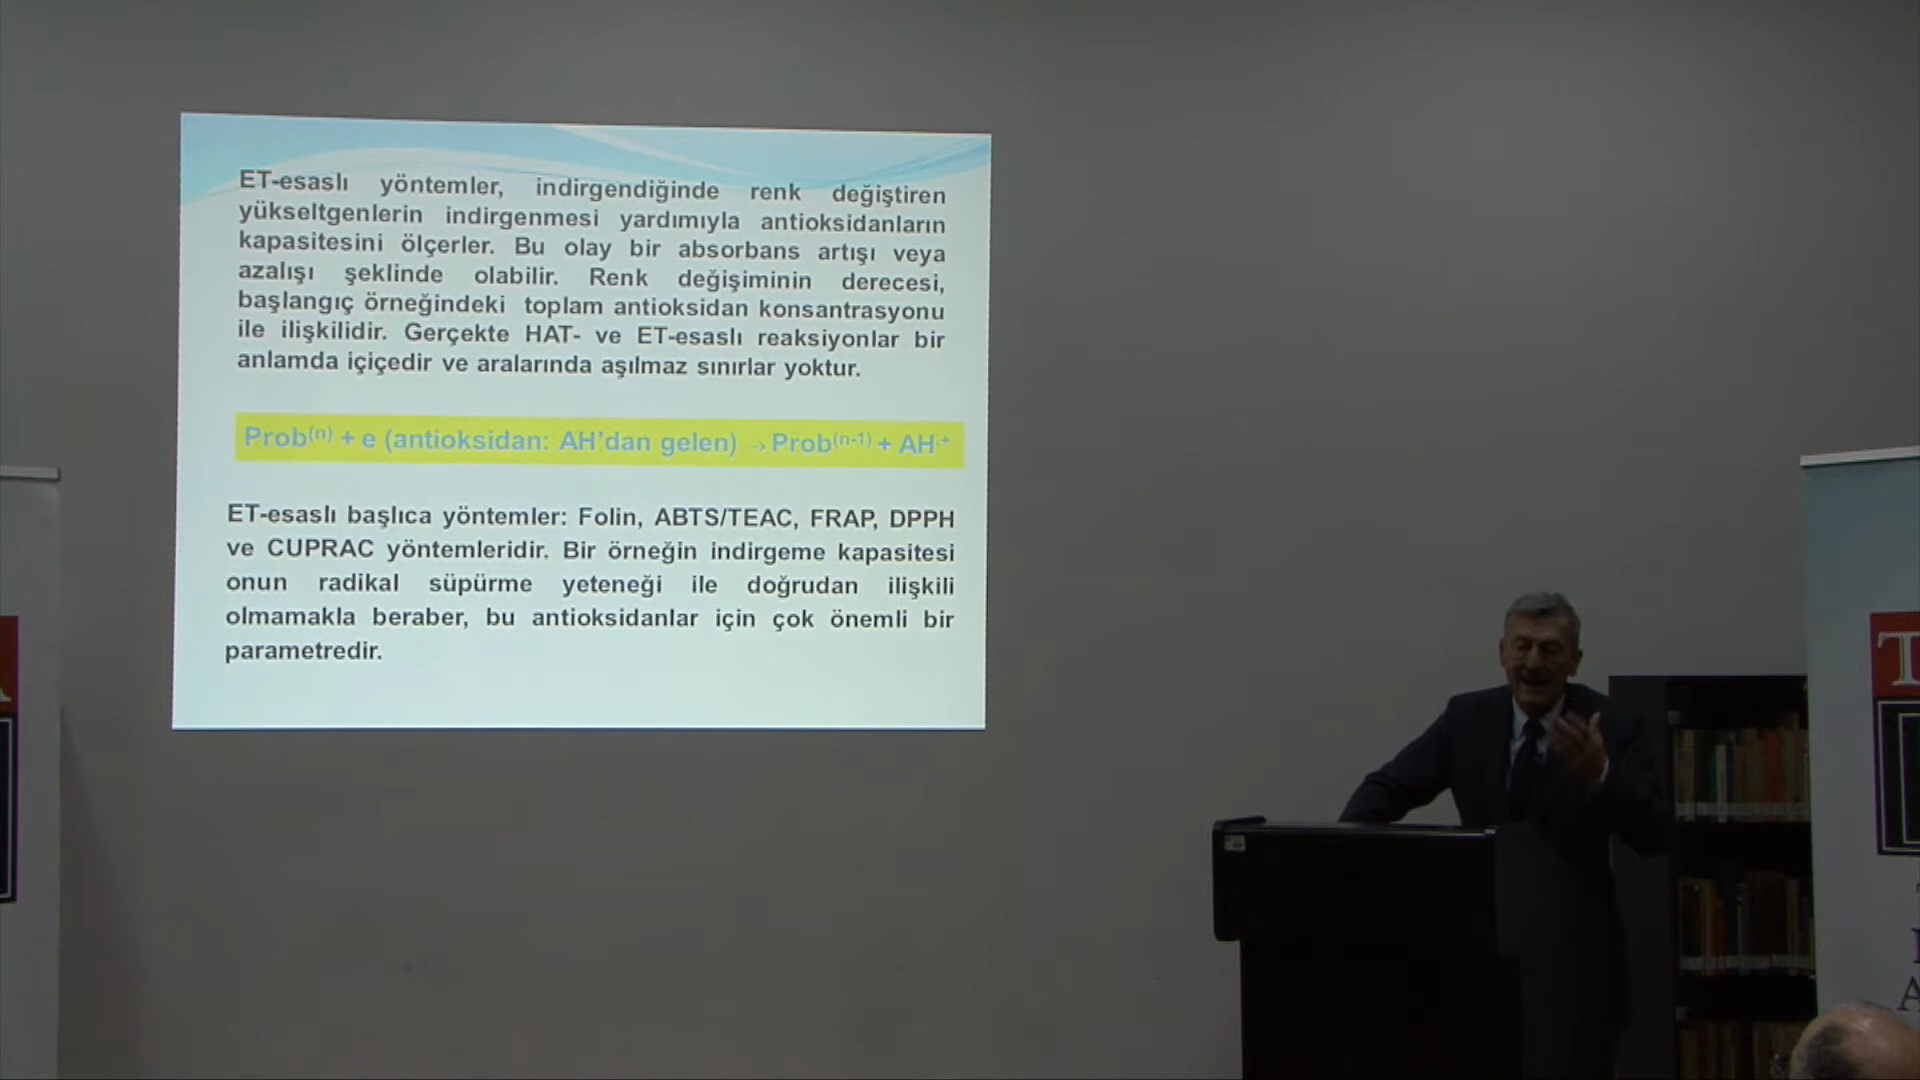 ET-esaslı yöntemler, indirgendiğinde renk değiştiren
yükseltgenlerin indirgenmesi yardımıyla antioksidanların
kapasitesini ölçerler. Bu olay bir absorbans artışı veya
azalışı şeklinde olabilir. Renk değişiminin derecesi,
başlangıç örneğindeki toplam antioksidan konsantrasyonu
ile ilişkilidir. Gerçekte HAT- ve ET-esaslı reaksiyonlar bir
anlamda içiçedir ve aralarında aşılmaz sınırlar yoktur.
Prob(n) + e (antioksidan: AH’dan gelen) → Prob(n-1) + AH.+
ET-esaslı başlıca yöntemler: Folin, ABTS/TEAC, FRAP, DPPH
ve CUPRAC yöntemleridir. Bir örneğin indirgeme kapasitesi
onun radikal süpürme yeteneği ile doğrudan ilişkili
olmamakla beraber, bu antioksidanlar için çok önemli bir
parametredir.